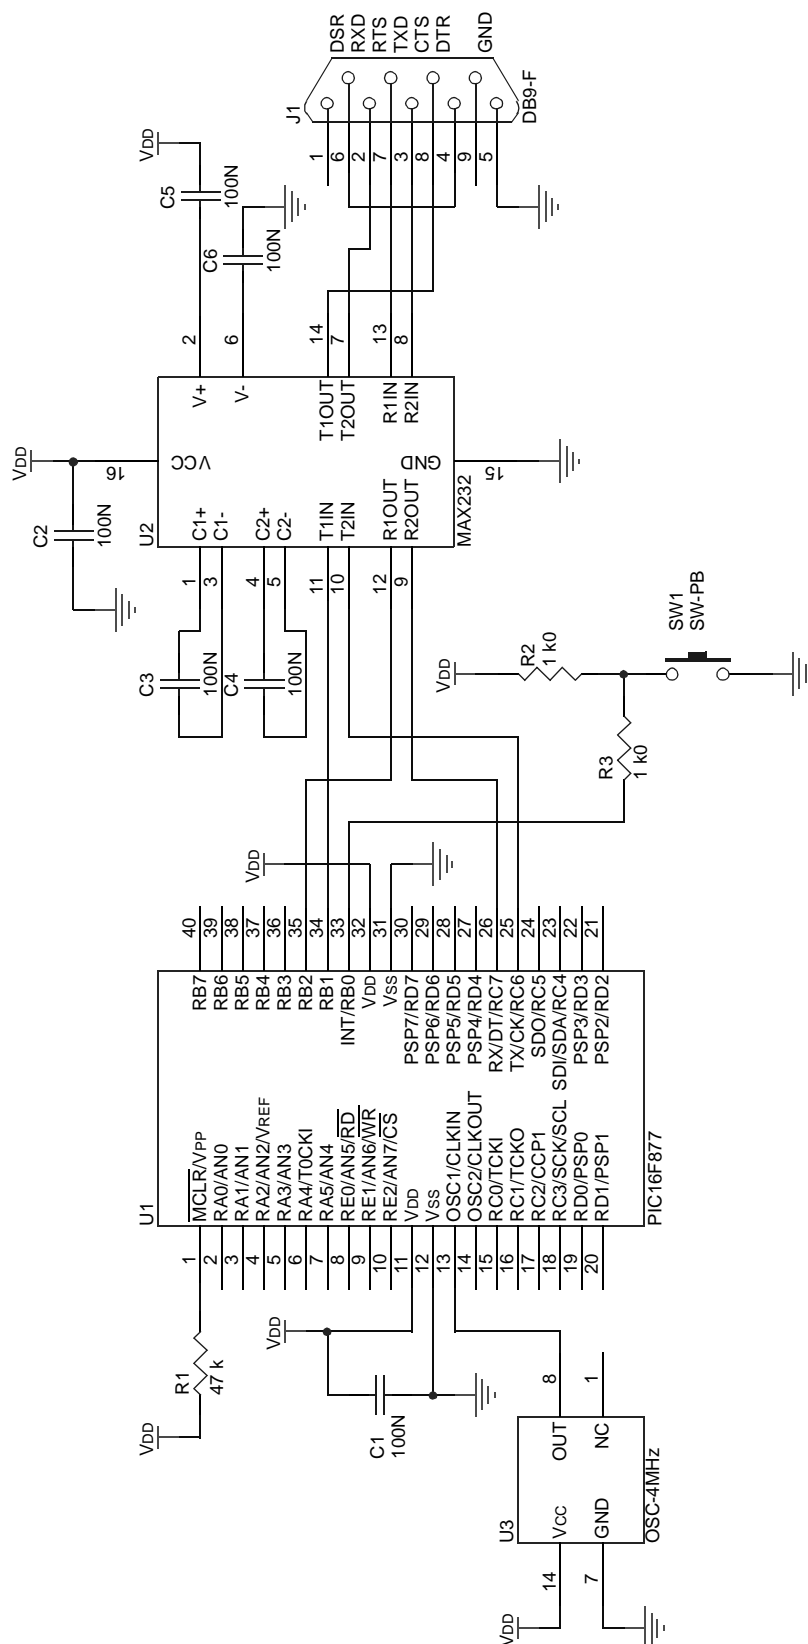 DSR
RXD
RTS
TXD
CTS
DTR
GND
J1
DB9-F
1
6
2
7
3
8
4
9
5
VDD
C5
100N
C6
100N
2
6
14
7
13
8
VDD
16
C2
100N
U2
MAX232
V+
V-
VCC
GND
T1OUT
T2OUT
R1IN
R2IN
C1+
C1-
C2+
C2-
T1IN
T2IN
R1OUT
R2OUT
15
1
3
4
5
11
10
12
9
C3
100N
C4
100N
VDD
R2
1 k0
SW1
SW-PB
R3
1 k0
VDD
40
39
38
37
36
35
34
33
32
31
30
29
28
27
26
25
24
23
22
21
RB7
RB6
RB5
RB4
RB3
RB2
RB1
INT/RB0
VDD
VSS
PSP7/RD7
PSP6/RD6
PSP5/RD5
PSP4/RD4
RX/DT/RC7
TX/CK/RC6
SDO/RC5
SDI/SDA/RC4
PSP3/RD3
PSP2/RD2
U1
PIC16F877
MCLR/VPP
RA0/AN0
RA1/AN1
RA2/AN2/VREF
RA3/AN3
RA4/T0CKI
RA5/AN4
RE0/AN5/RD
RE1/AN6/WR
RE2/AN7/CS
VDD
VSS
OSC1/CLKIN
OSC2/CLKOUT
RC0/TCKI
RC1/TCKO
RC2/CCP1
RC3/SCK/SCL
RD0/PSP0
RD1/PSP1
1
2
3
4
5
6
7
8
9
10
11
12
13
14
15
16
17
18
19
20
R1
47 k
VDD
VDD
C1
100N
8
1
U3
OSC-4MHz
OUT
NC
VCC
GND
14
7
VDD